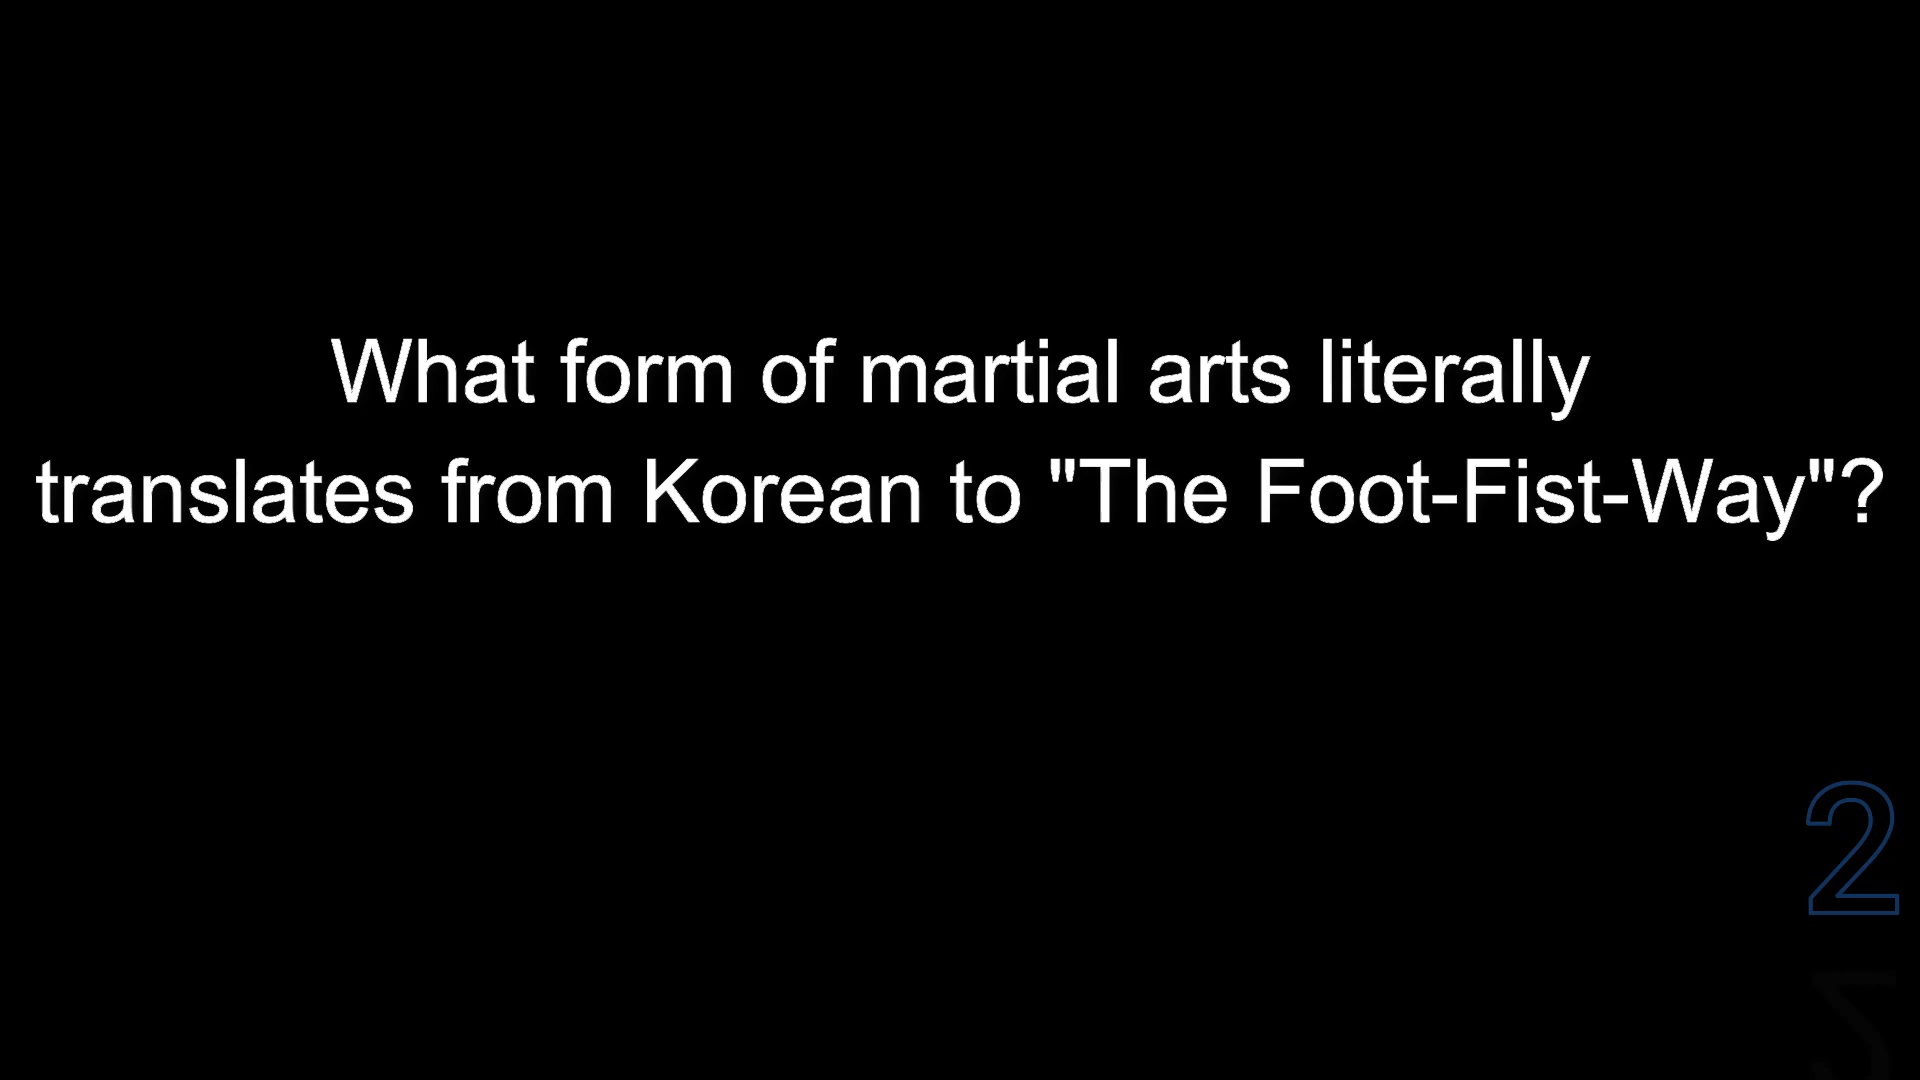 What form of martial arts literally
translates from Korean to "The Foot-Fist-Way"?
2